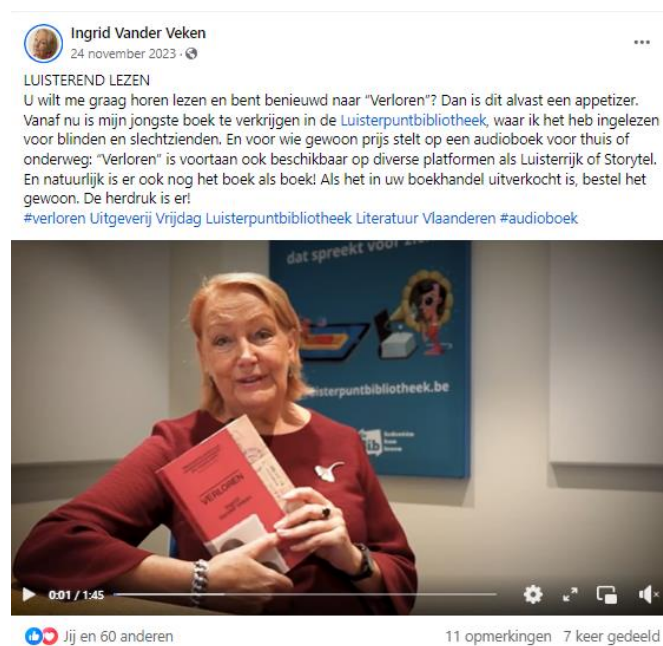 Ingrid Vander Veken
24 november 2023 ·
LUISTEREND LEZEN
U wilt me graag horen lezen en bent benieuwd naar “Verloren”? Dan is dit alvast een appetizer.
Vanaf nu is mijn jongste boek te verkrijgen in de Luisterpuntbibliotheek, waar ik het heb ingelezen
voor blinden en slechtzienden. En voor wie gewoon prijs stelt op een audioboek voor thuis of
onderweg: “Verloren” is voortaan ook beschikbaar op diverse platformen als Luisterrijk of Storytel.
En natuurlijk is er ook nog het boek als boek! Als het in uw boekhandel uitverkocht is, bestel het
gewoon. De herdruk is er!
#verloren Uitgeverij Vrijdag Luisterpuntbibliotheek Literatuur Vlaanderen #audioboek
dat spreekt voor
isterpuntbibliotheek.be
VERLOREN
0:01 / 1:45
Jij en 60 anderen
11 opmerkingen 7 keer gedeeld